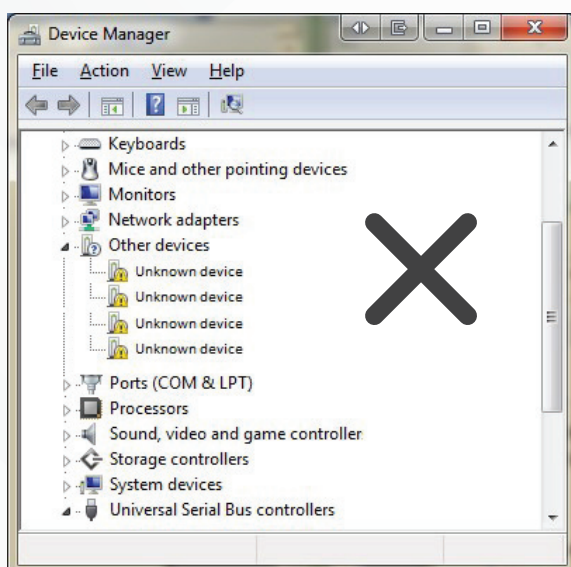 Device Manager
File Action View Help
Keyboards
Mice and other pointing devices
Monitors
Network adapters
Other devices
Unknown device
Unknown device
Unknown device
Unknown device
Ports (COM & LPT)
Processors
Sound, video and game controller
Storage controllers
System devices
Universal Serial Bus controllers